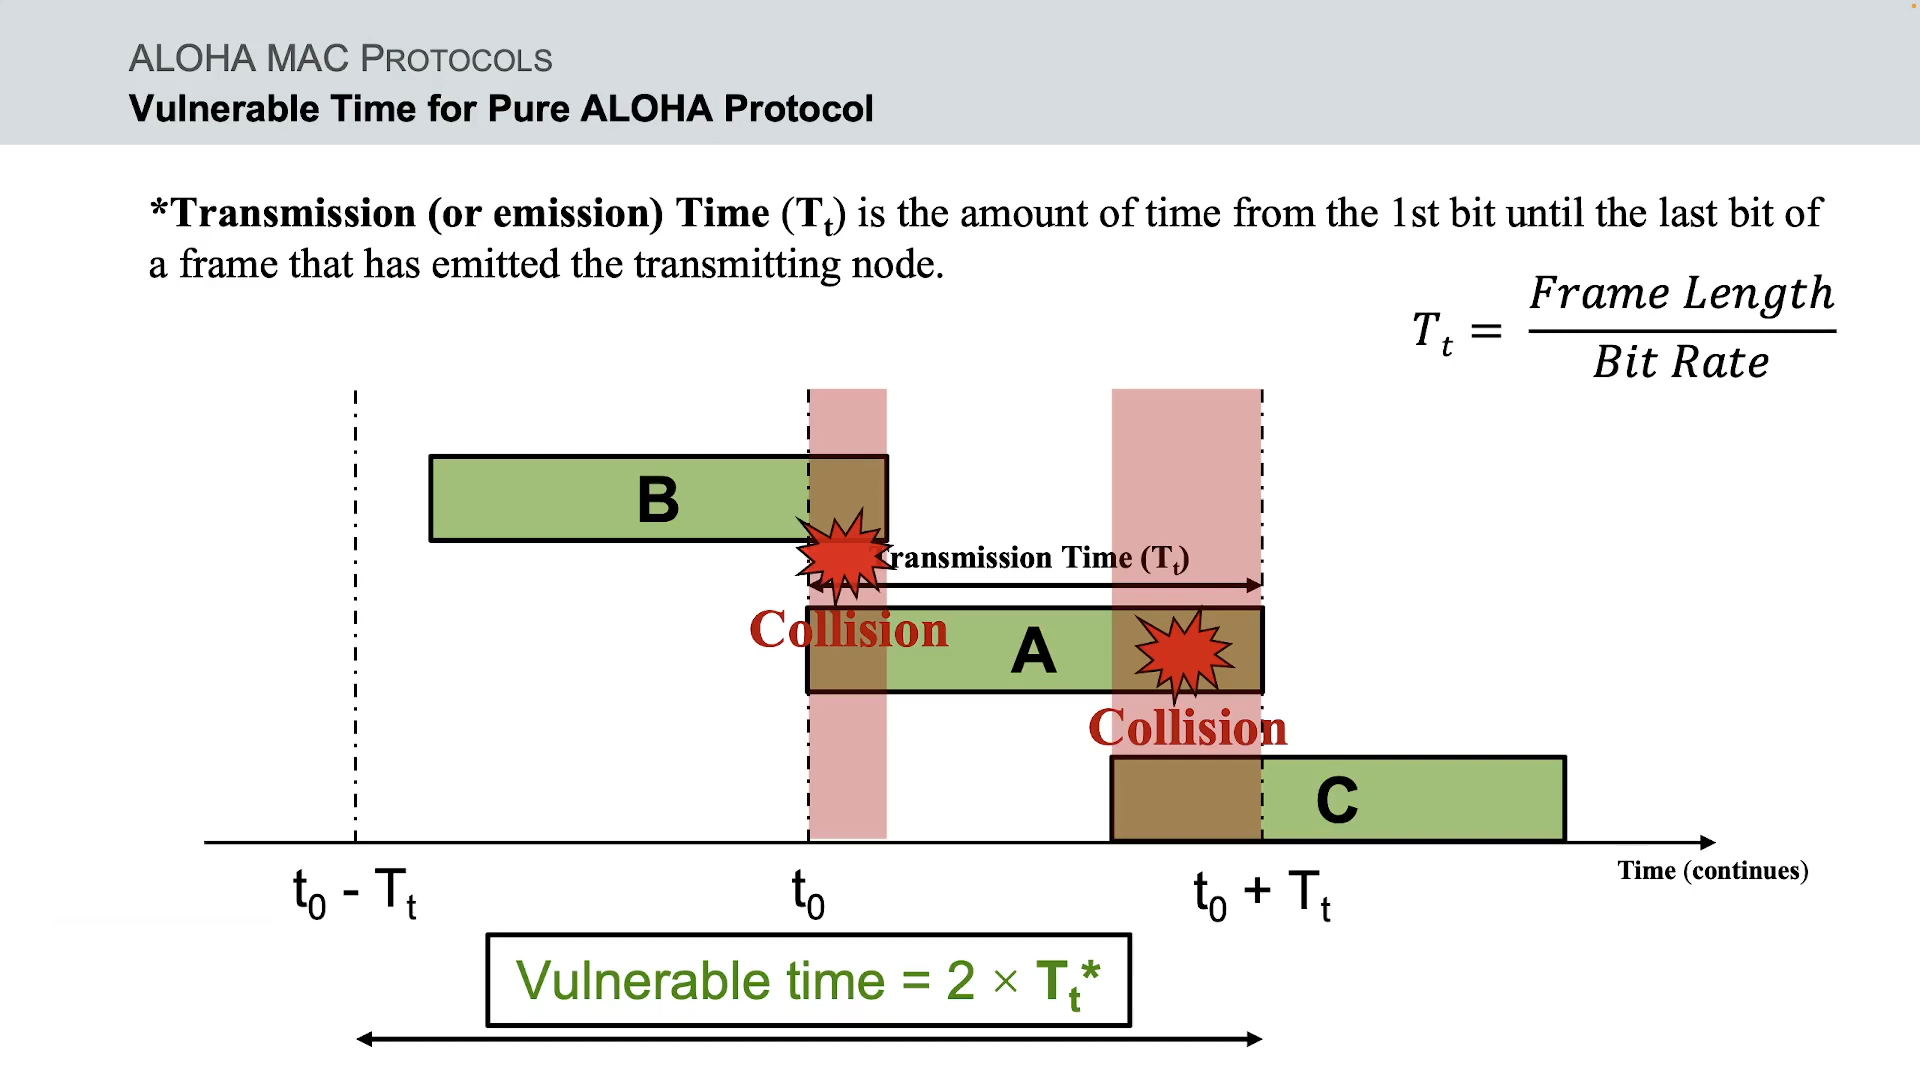 ALOHA MAC PROTOCOLS
Vulnerable Time for Pure ALOHA Protocol
*Transmission (or emission) Time (Tt) is the amount of time from the 1st bit until the last bit of
a frame that has emitted the transmitting node.
Tt = Frame Length
Bit Rate
B
ransmission Time (Tt)
Collision
A
Collision
C
Time (continues)
t0 - Tt
t0
t0 + Tt
Vulnerable time = 2 × Tt*